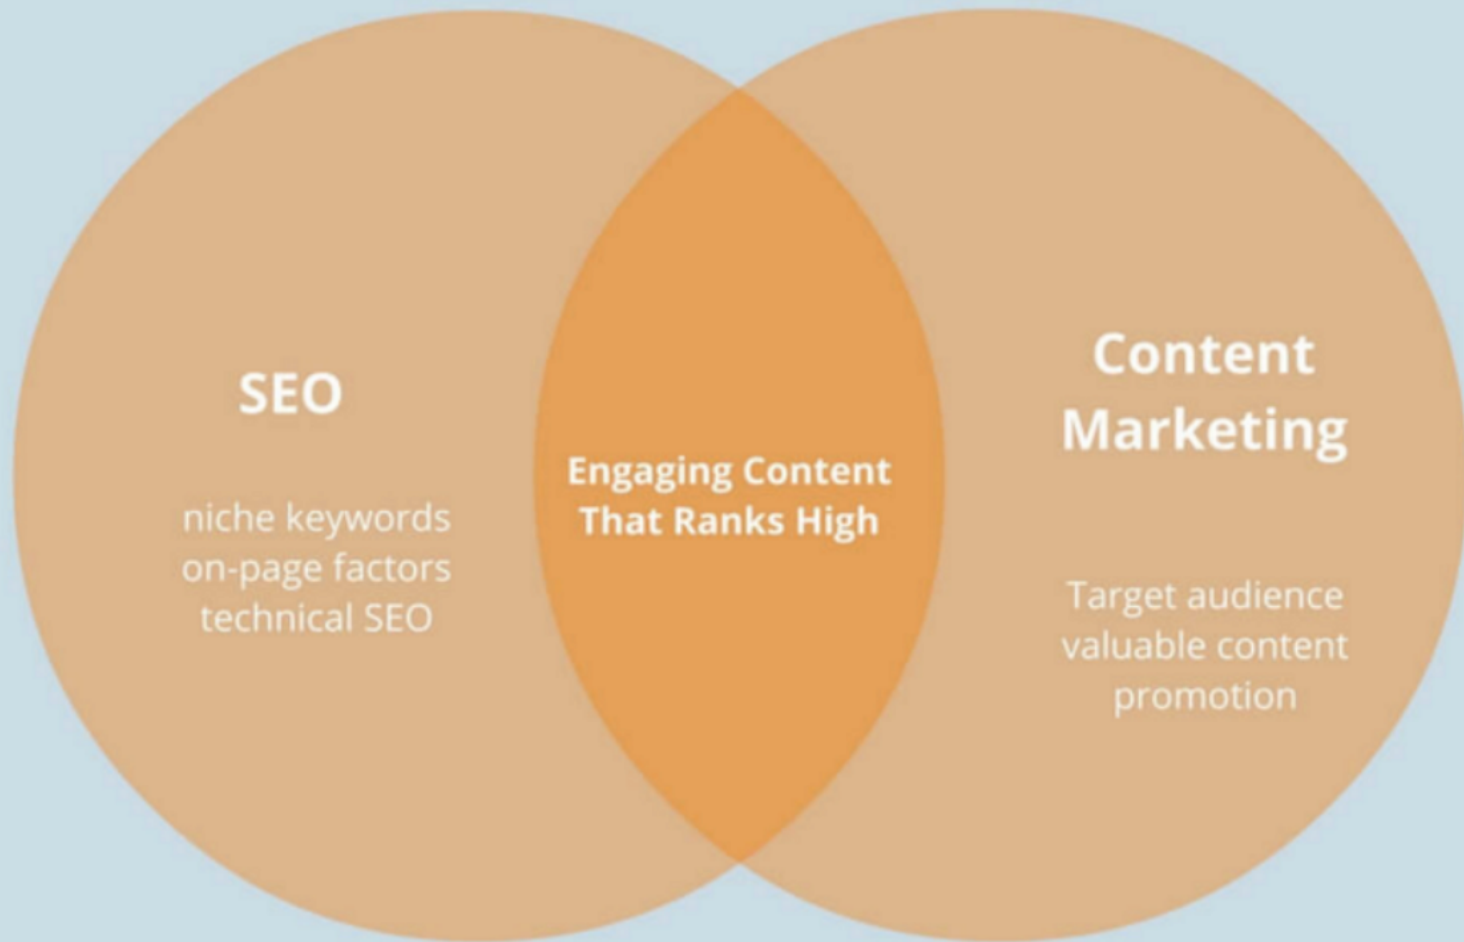 SEO
niche keywords
on-page factors
technical SEO
Engaging Content
That Ranks High
Content
Marketing
Target audience
valuable content
promotion